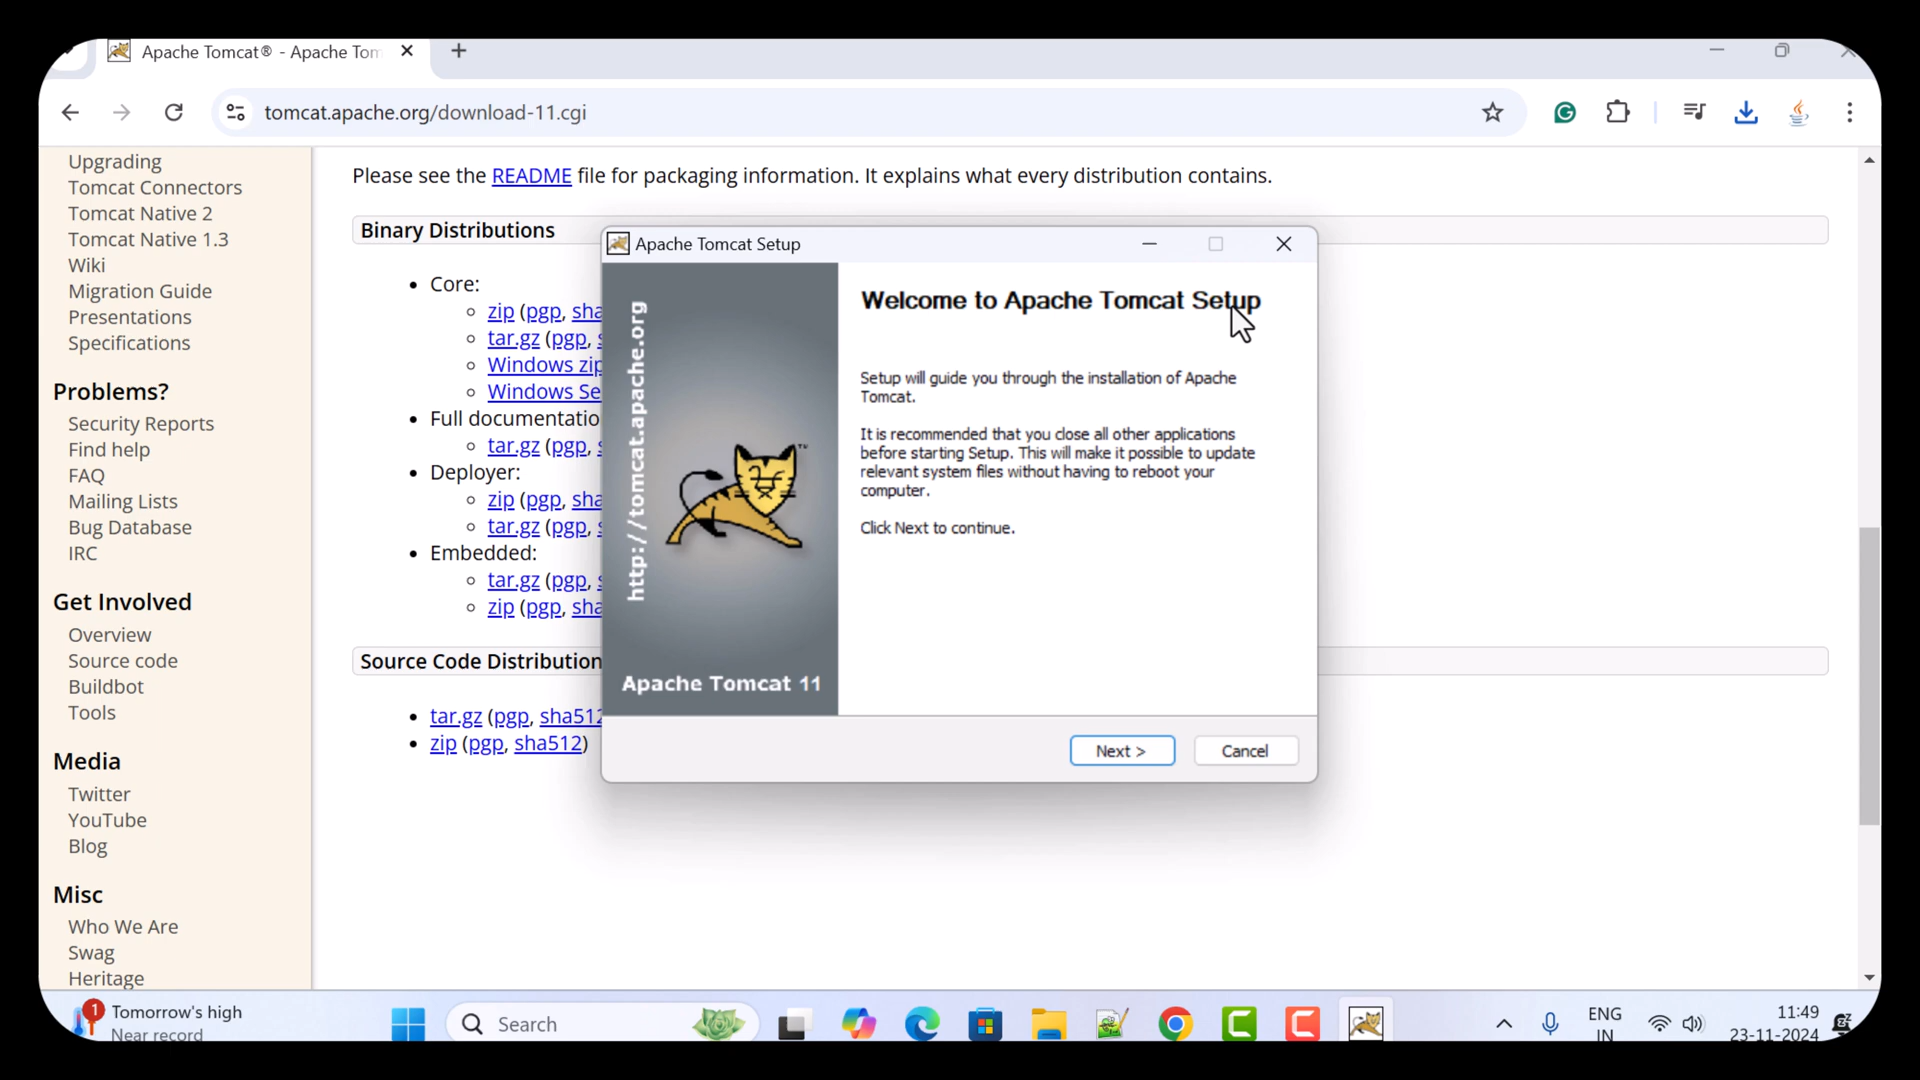 Apache Tomcat® - Apache Tom
tomcat.apache.org/download-11.cgi
Upgrading
Tomcat Connectors
Tomcat Native 2
Tomcat Native 1.3
Wiki
Migration Guide
Presentations
Specifications
Problems?
Security Reports
Find help
FAQ
Mailing Lists
Bug Database
IRC
Get Involved
Overview
Source code
Buildbot
Tools
Media
Twitter
YouTube
Blog
Misc
Who We Are
Swag
Heritage
Please see the README file for packaging information. It explains what every distribution contains.
Binary Distributions
Core:
zip (pgp, sha
tar.gz (pgp, s
Windows zip
Windows Se
Full documentatio
tar.gz (pgp, s
Deployer:
zip (pgp, sha
tar.gz (pgp, s
Embedded:
tar.gz (pgp, s
zip (pgp, sha
Source Code Distribution
tar.gz (pgp, sha512
zip (pgp, sha512)
Apache Tomcat Setup
http://tomcat.apache.org
TM
Apache Tomcat 11
Welcome to Apache Tomcat Setup
Setup will guide you through the installation of Apache
Tomcat.
It is recommended that you close all other applications
before starting Setup. This will make it possible to update
relevant system files without having to reboot your
computer.
Click Next to continue.
Next >
Cancel
1
Tomorrow's high
Near record
Search
ENG
IN
11:49
23-11-2024